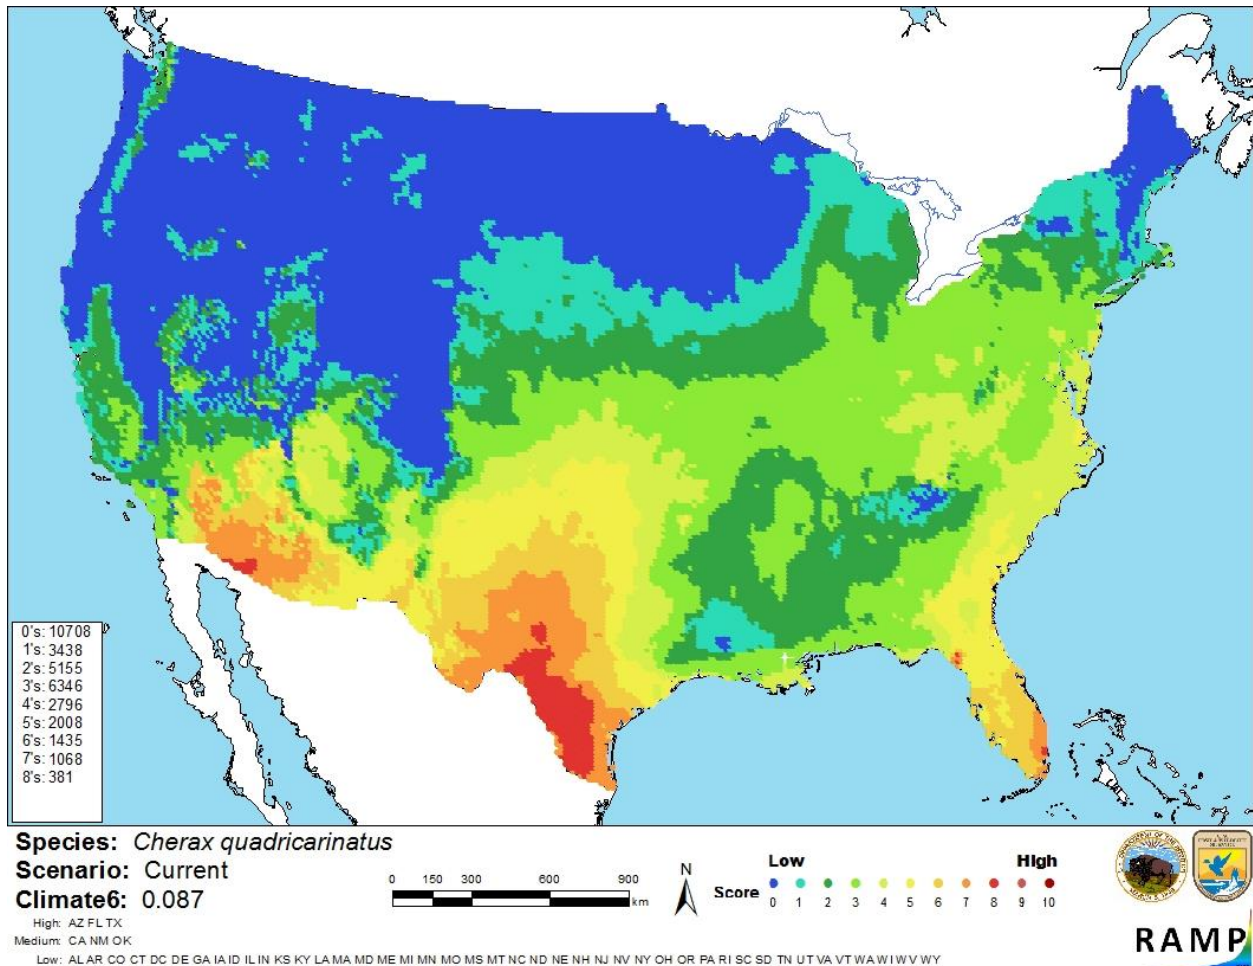 0's: 10708
1's: 3438
2's: 5155
3's: 6346
4's: 2796
5's: 2008
6's: 1435
7's: 1068
8's: 381
Species: Cherax quadricarinatus
Scenario: Current
Climate6: 0.087
High: AZ FL TX
Medium: CA NM OK
Low: AL AR CO CT DC DE GA IA ID IL IN KS KY LA MA MD ME MI MN MO MS MT NC ND NE NH NJ NV NY OH OR PA RI SC SD TN UT VA VT WA WI WV WY
0 150 300 600 900
km
N
Low High
Score 0 1 2 3 4 5 6 7 8 9 10
RAMP